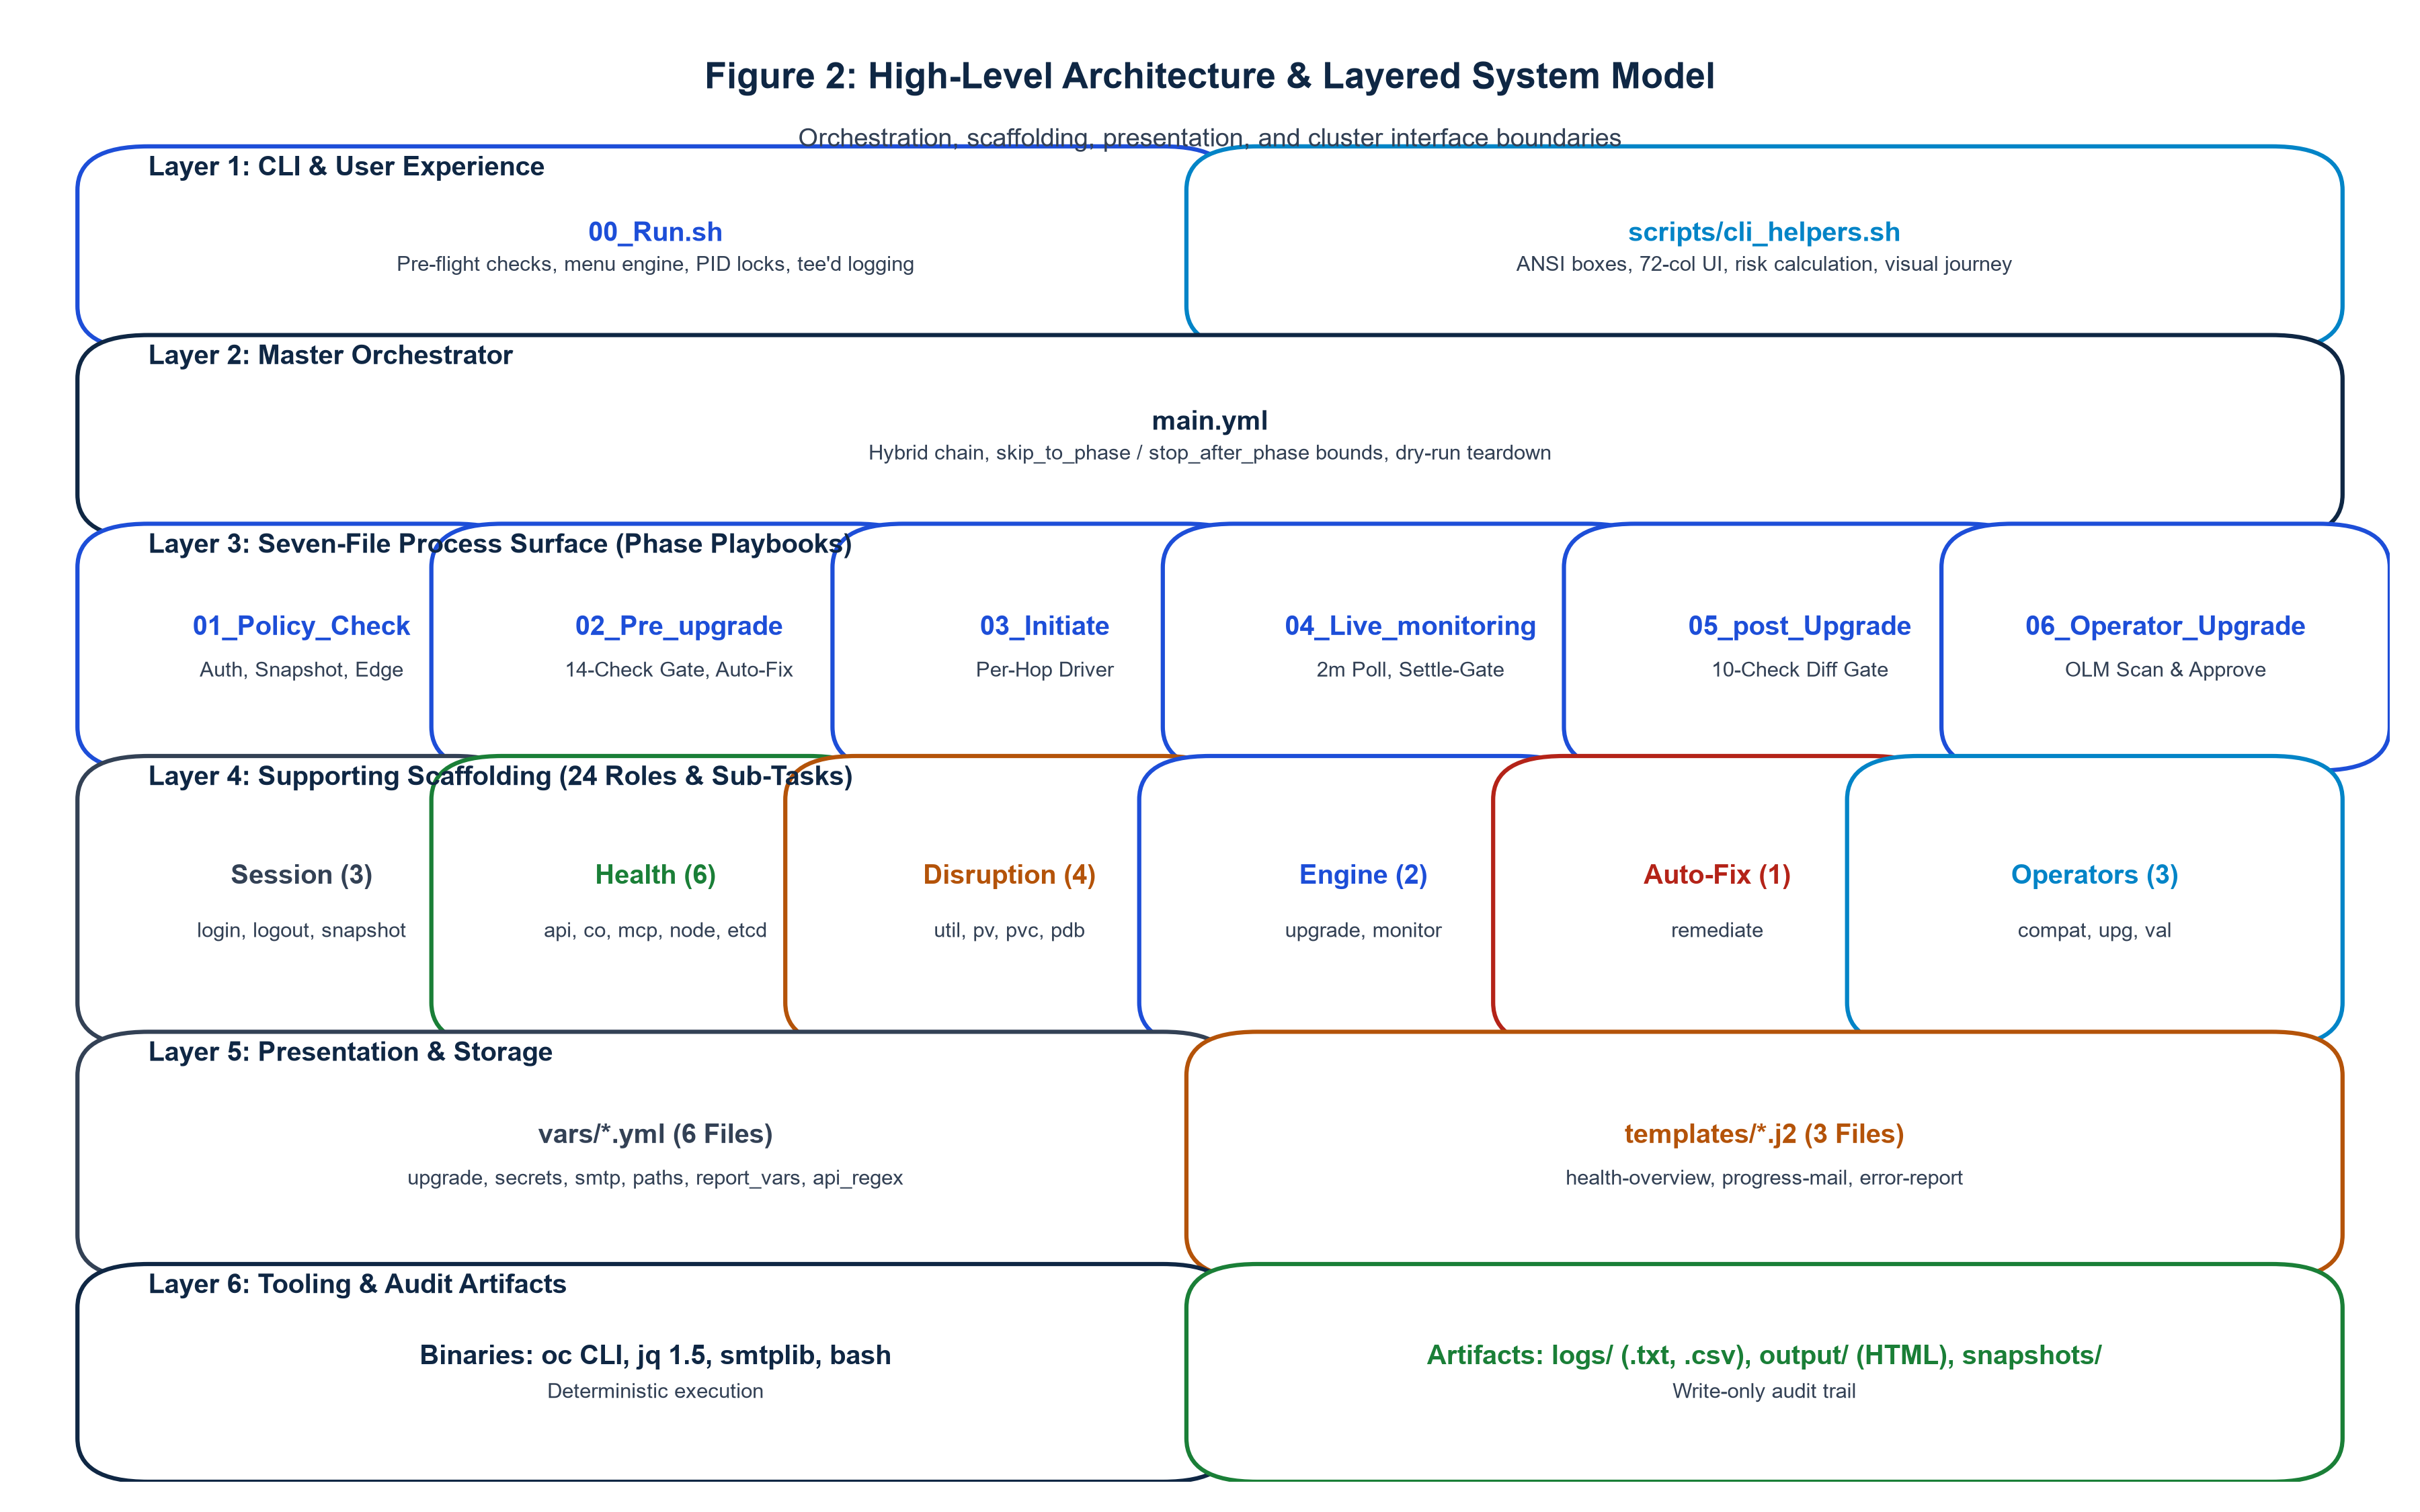 Figure 2: High-Level Architecture & Layered System Model
Orchestration, scaffolding, presentation, and cluster interface boundaries
Layer 1: CLI & User Experience
00_Run.sh
Pre-flight checks, menu engine, PID locks, tee'd logging
scripts/cli_helpers.sh
ANSI boxes, 72-col UI, risk calculation, visual journey
Layer 2: Master Orchestrator
main.yml
Hybrid chain, skip_to_phase / stop_after_phase bounds, dry-run teardown
Layer 3: Seven-File Process Surface (Phase Playbooks)
01_Policy_Check
Auth, Snapshot, Edge
02_Pre_upgrade
14-Check Gate, Auto-Fix
03_Initiate
Per-Hop Driver
04_Live_monitoring
2m Poll, Settle-Gate
05_post_Upgrade
10-Check Diff Gate
06_Operator_Upgrade
OLM Scan & Approve
Layer 4: Supporting Scaffolding (24 Roles & Sub-Tasks)
Session (3)
login, logout, snapshot
Health (6)
api, co, mcp, node, etcd
Disruption (4)
util, pv, pvc, pdb
Engine (2)
upgrade, monitor
Auto-Fix (1)
remediate
Operators (3)
compat, upg, val
Layer 5: Presentation & Storage
vars/*.yml (6 Files)
upgrade, secrets, smtp, paths, report_vars, api_regex
templates/*.j2 (3 Files)
health-overview, progress-mail, error-report
Layer 6: Tooling & Audit Artifacts
Binaries: oc CLI, jq 1.5, smtplib, bash
Deterministic execution
Artifacts: logs/ (.txt, .csv), output/ (HTML), snapshots/
Write-only audit trail